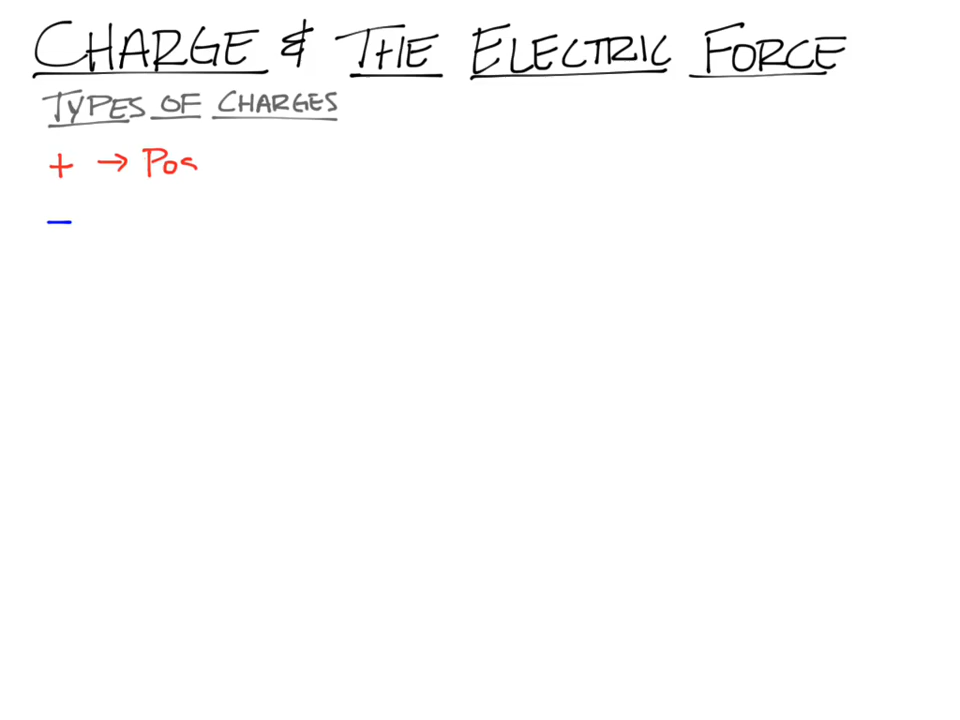 CHARGE & THE ELECTRIC FORCE
TYPES OF CHARGES
+ → Pos
−